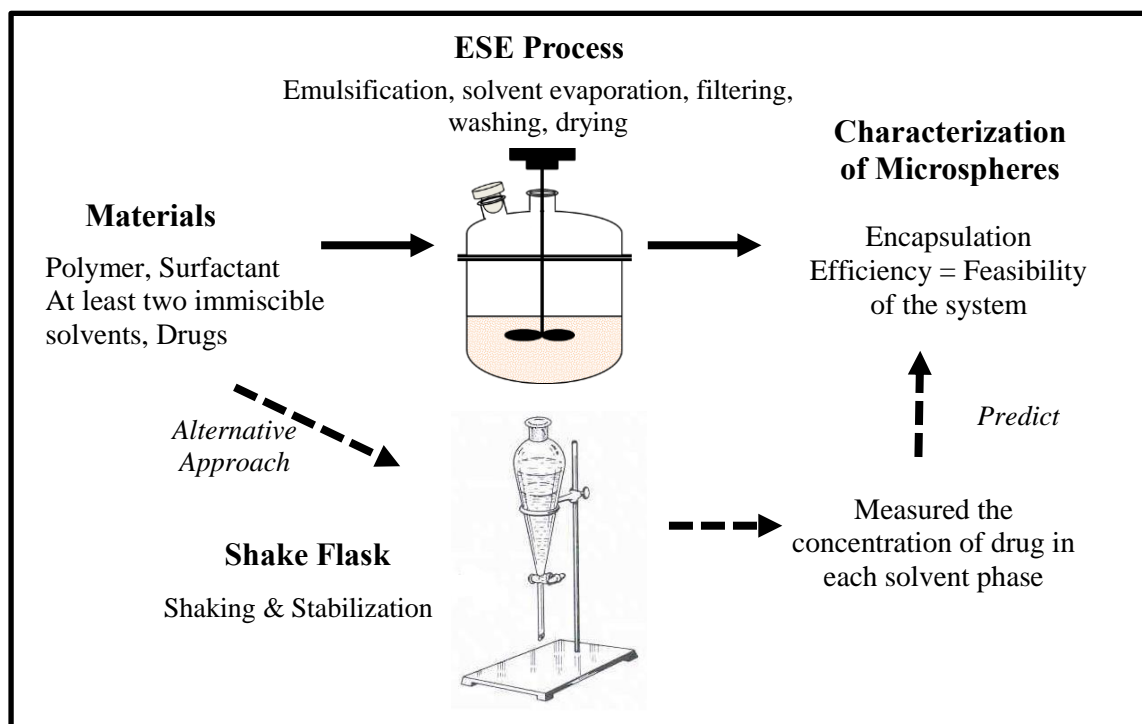 ESE Process
Emulsification, solvent evaporation, filtering,
washing, drying
Characterization
of Microspheres
Materials
Polymer, Surfactant
At least two immiscible
solvents, Drugs
Encapsulation
Efficiency = Feasibility
of the system
Alternative
Approach
Predict
Shake Flask
Shaking & Stabilization
Measured the
concentration of drug in
each solvent phase